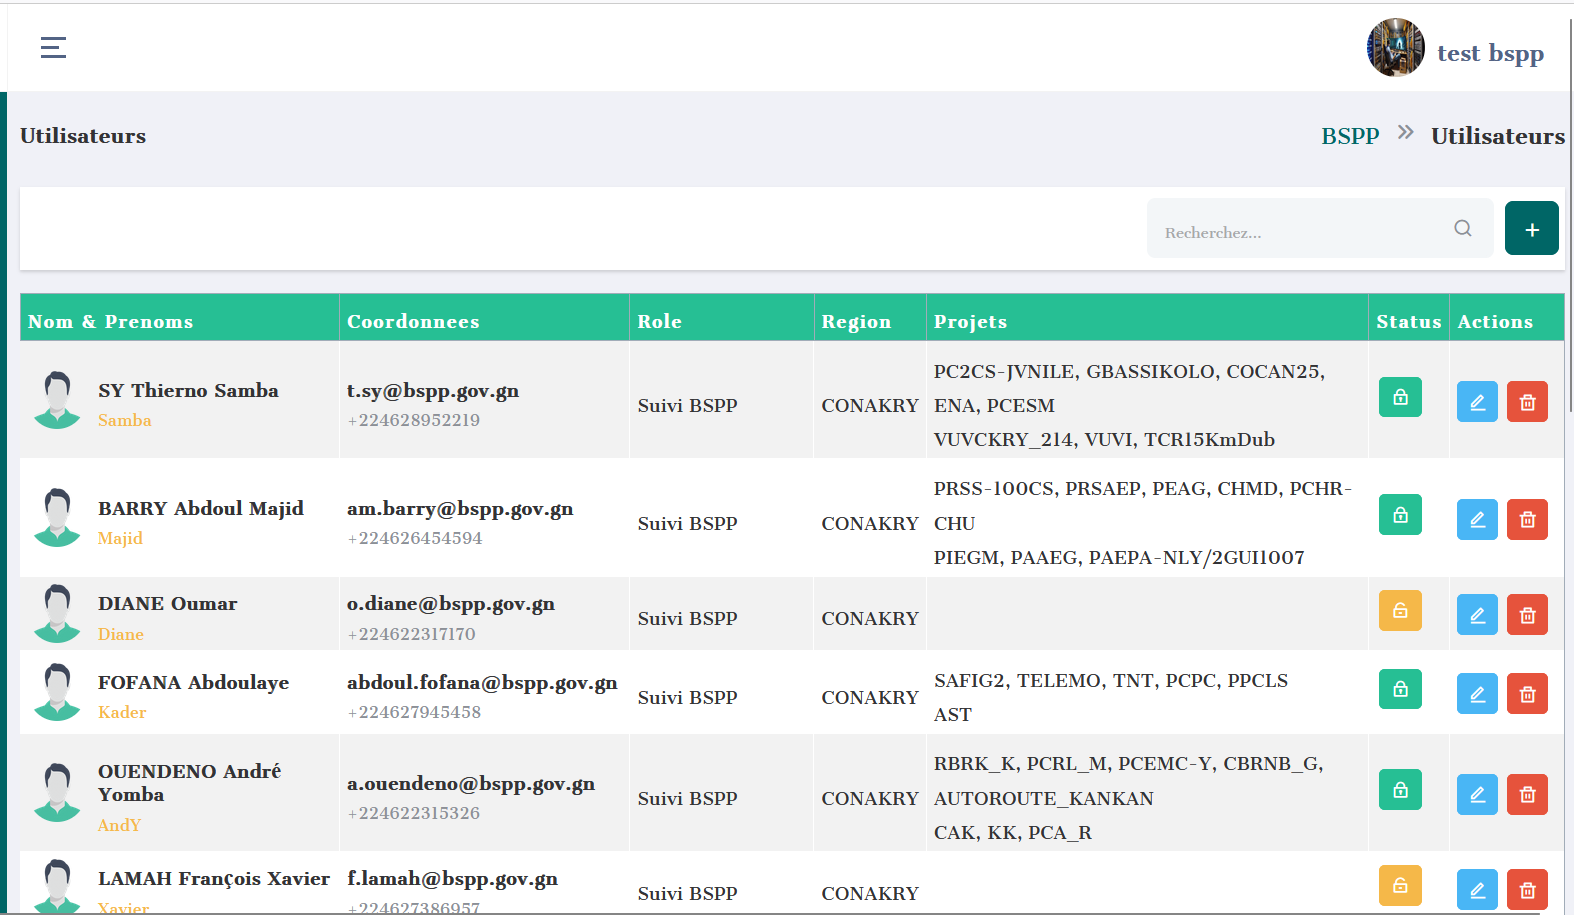 test bspp
Utilisateurs
BSPP » Utilisateurs
Recherchez...
+
Nom & Prenoms Coordonnees Role Region Projets Status Actions
SY Thierno Samba
Samba
t.sy@bspp.gov.gn
+224628952219
Suivi BSPP
CONAKRY
PC2CS-JVNILE, GBASSIKOLO, COCAN25,
ENA, PCESM
VUVCKRY_214, VUVI, TCR15KmDub
BARRY Abdoul Majid
Majid
am.barry@bspp.gov.gn
+224626454594
Suivi BSPP
CONAKRY
PRSS-100CS, PRSAEP, PEAG, CHMD, PCHR-
CHU
PIEGM, PAAEG, PAEPA-NLY/2GUI1007
DIANE Oumar
Diane
o.diane@bspp.gov.gn
+224622317170
Suivi BSPP
CONAKRY
FOFANA Abdoulaye
Kader
abdoul.fofana@bspp.gov.gn
+224627945458
Suivi BSPP
CONAKRY
SAFIG2, TELEMO, TNT, PCPC, PPCLS
AST
OUENDENO André
Yomba
AndY
a.ouendeno@bspp.gov.gn
+224622315326
Suivi BSPP
CONAKRY
RBRK_K, PCRL_M, PCEMC-Y, CBRNB_G,
AUTOROUTE_KANKAN
CAK, KK, PCA_R
LAMAH François Xavier
Xavier
f.lamah@bspp.gov.gn
+224627386957
Suivi BSPP
CONAKRY